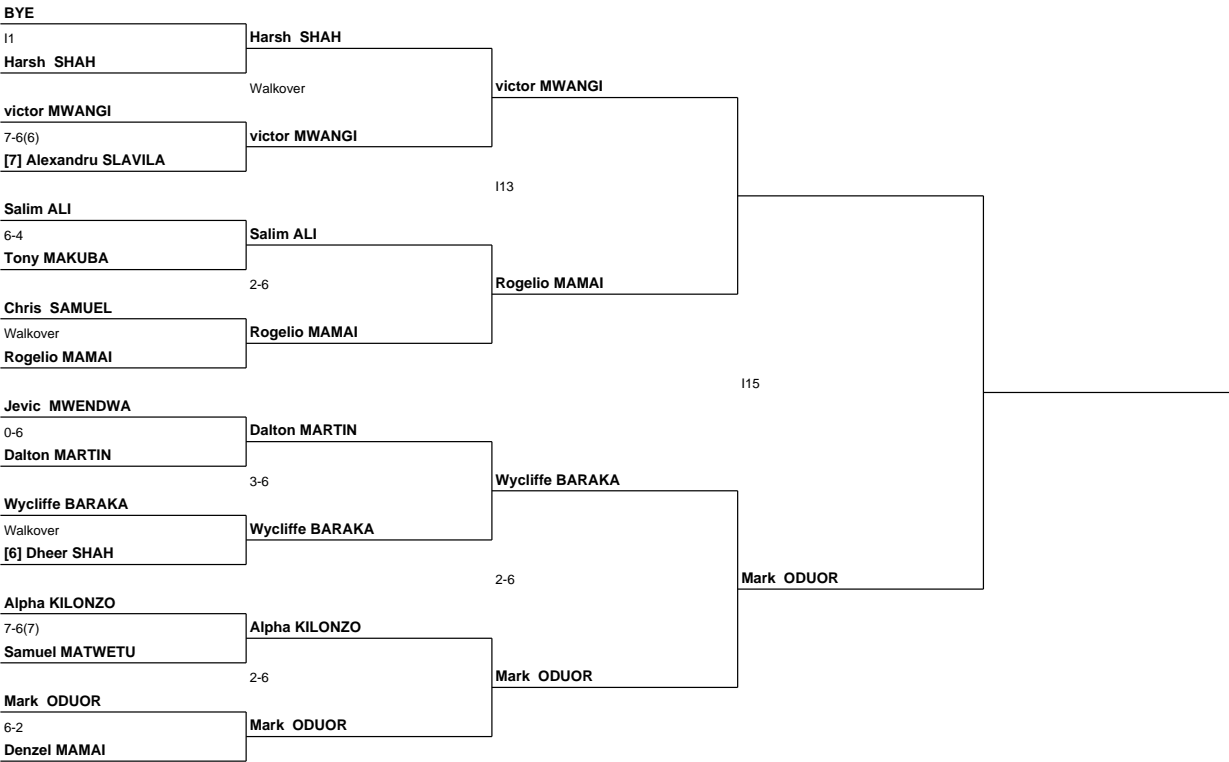 BYE
I1
Harsh SHAH
victor MWANGI
7-6(6)
[7] Alexandru SLAVILA
Salim ALI
6-4
Tony MAKUBA
Chris SAMUEL
Walkover
Rogelio MAMAI
Jevic MWENDWA
0-6
Dalton MARTIN
Wycliffe BARAKA
Walkover
[6] Dheer SHAH
Alpha KILONZO
7-6(7)
Samuel MATWETU
Mark ODUOR
6-2
Denzel MAMAI
Harsh SHAH
Walkover
victor MWANGI
Salim ALI
2-6
Rogelio MAMAI
Dalton MARTIN
3-6
Wycliffe BARAKA
Alpha KILONZO
2-6
Mark ODUOR
victor MWANGI
I13
Rogelio MAMAI
Wycliffe BARAKA
2-6
Mark ODUOR
I15
Mark ODUOR